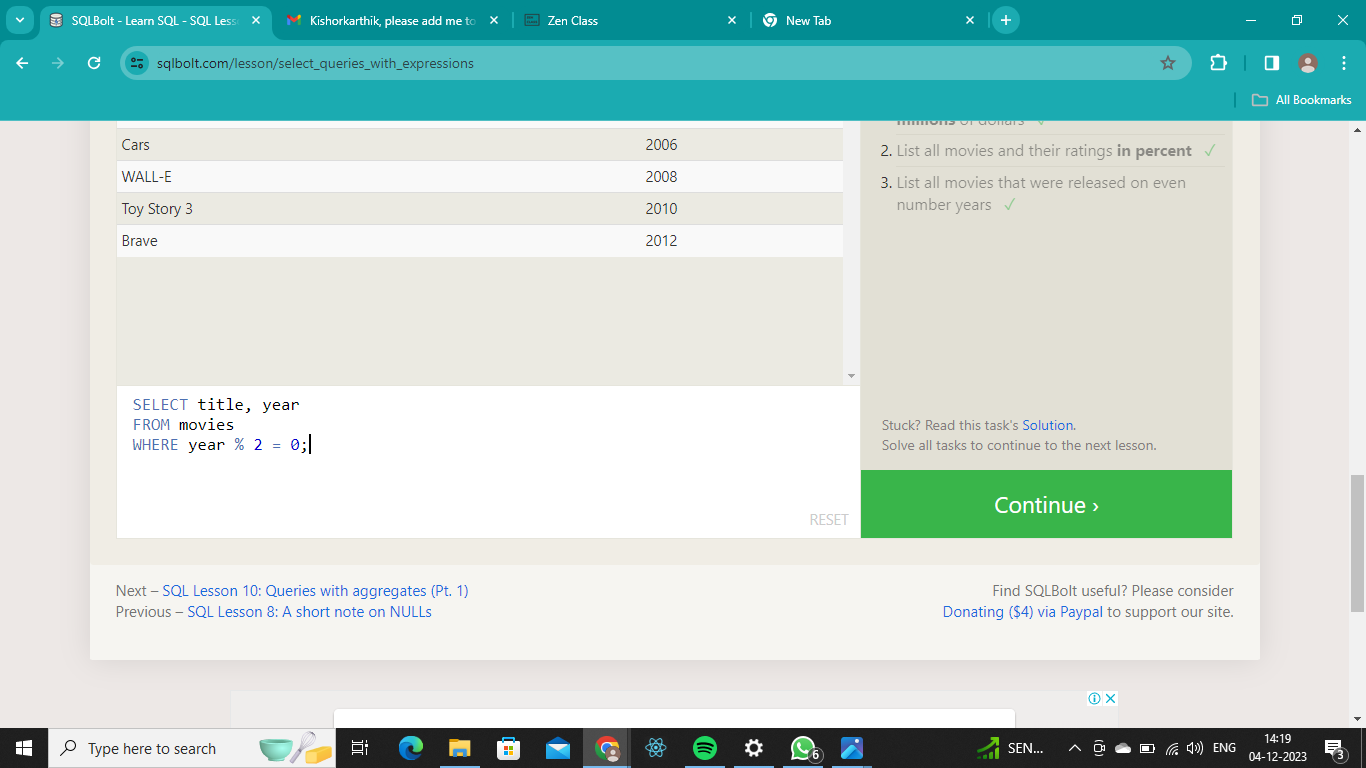 SQLBolt - Learn SQL - SQL Less
Kishorkarthik, please add me to
Zen Class
New Tab
sqlbolt.com/lesson/select_queries_with_expressions
All Bookmarks
Cars 2006
WALL-E 2008
Toy Story 3 2010
Brave 2012
millions of dollars ✓
2. List all movies and their ratings in percent ✓
3. List all movies that were released on even
number years ✓
SELECT title, year
FROM movies
WHERE year % 2 = 0;
RESET
Stuck? Read this task's Solution.
Solve all tasks to continue to the next lesson.
Continue ›
Next – SQL Lesson 10: Queries with aggregates (Pt. 1)
Previous – SQL Lesson 8: A short note on NULLs
Find SQLBolt useful? Please consider
Donating ($4) via Paypal to support our site.
Type here to search
6
SEN...
ENG
14:19
04-12-2023
3